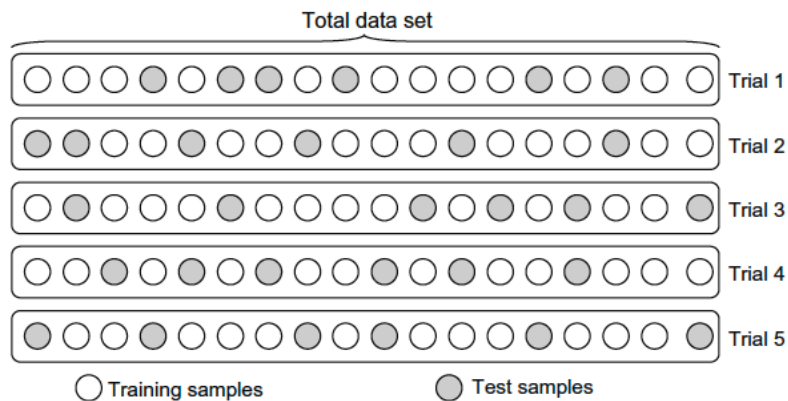 Total data set
Trial 1
Trial 2
Trial 3
Trial 4
Trial 5
Training samples
Test samples